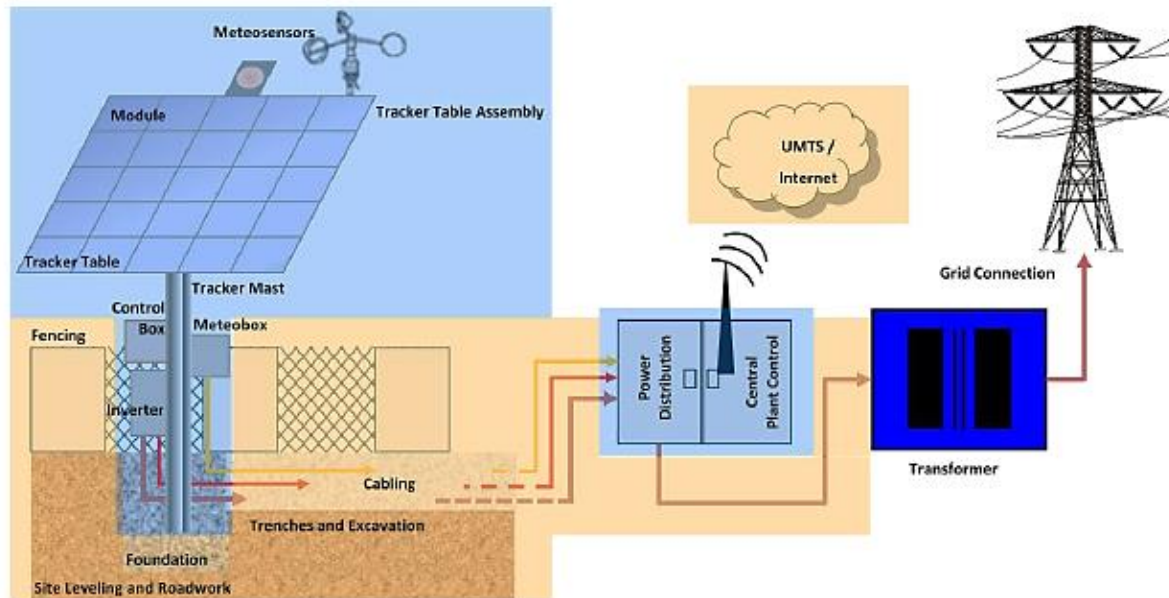 Meteosensors
Module
Tracker Table Assembly
UMTS /
Internet
Tracker Table
Tracker Mast
Grid Connection
Control
Box
Meteobox
Fencing
Power
Distribution
Central
Plant Control
Inverter
Transformer
Cabling
Trenches and Excavation
Foundation
Site Leveling and Roadwork